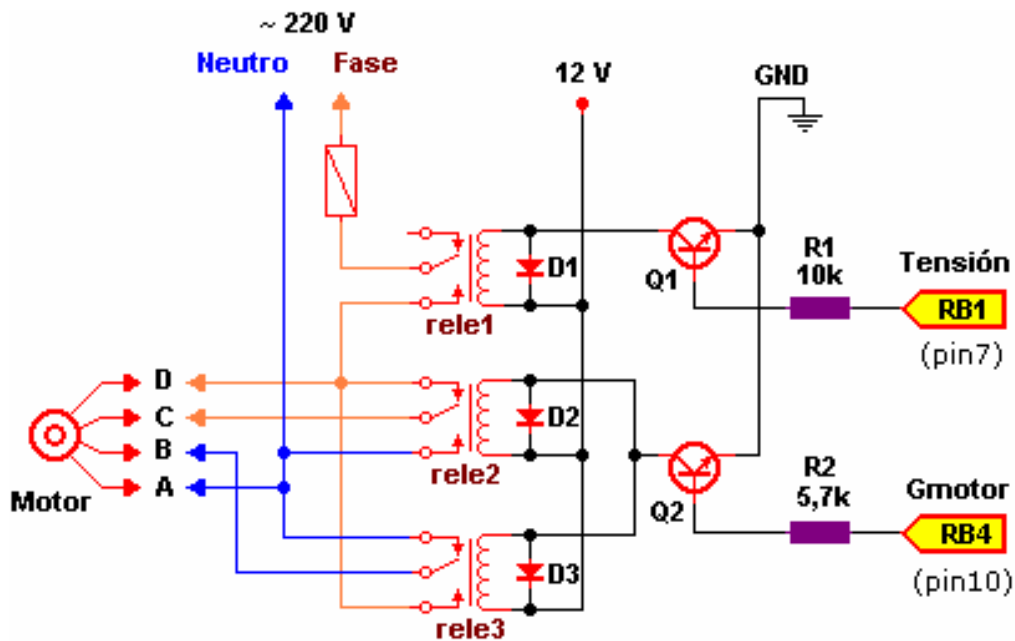 ~ 220 V
Neutro Fase
12 V
GND
D1
rele1
Q1
R1
10k
Tensión
RB1
(pin7)
D
C
B
A
Motor
D2
rele2
Q2
R2
5,7k
Gmotor
RB4
(pin10)
D3
rele3